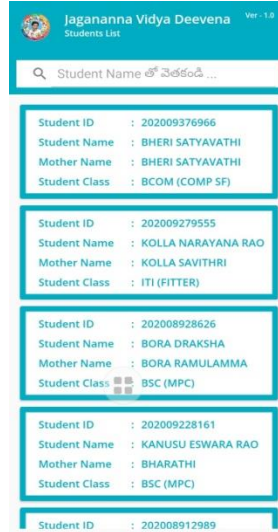 Jagananna Vidya Deevena Ver - 1.0
Students List
Student Name తో వెతకండి ...
Student ID : 202009376966
Student Name : BHERI SATYAVATHI
Mother Name : BHERI SATYAVATHI
Student Class : BCOM (COMP SF)
Student ID : 202009279555
Student Name : KOLLA NARAYANA RAO
Mother Name : KOLLA SAVITHRI
Student Class : ITI (FITTER)
Student ID : 202008928626
Student Name : BORA DRAKSHA
Mother Name : BORA RAMULAMMA
Student Class : BSC (MPC)
Student ID : 202009228161
Student Name : KANUSU ESWARA RAO
Mother Name : BHARATHI
Student Class : BSC (MPC)
Student ID : 202008912989